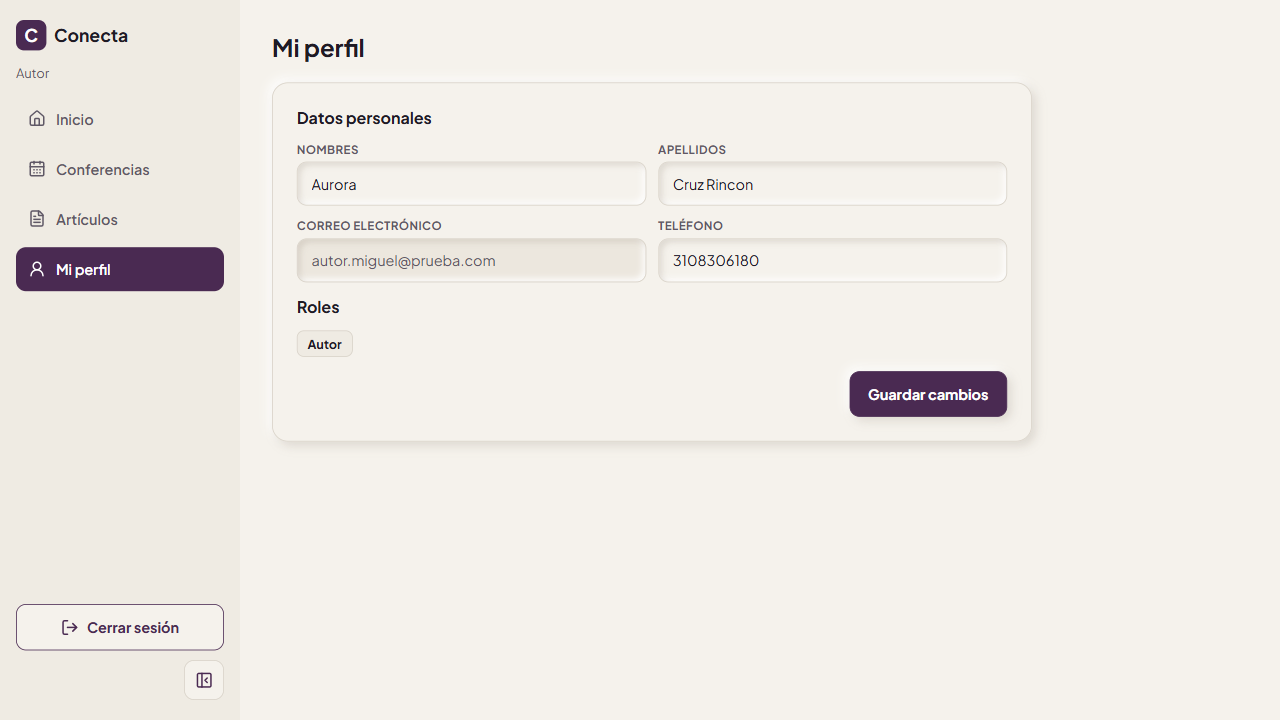 C Conecta
Autor
Inicio
Conferencias
Artículos
Mi perfil
Cerrar sesión
Mi perfil
Datos personales
NOMBRES
Aurora
APELLIDOS
Cruz Rincon
CORREO ELECTRÓNICO
autor.miguel@prueba.com
TELÉFONO
3108306180
Roles
Autor
Guardar cambios